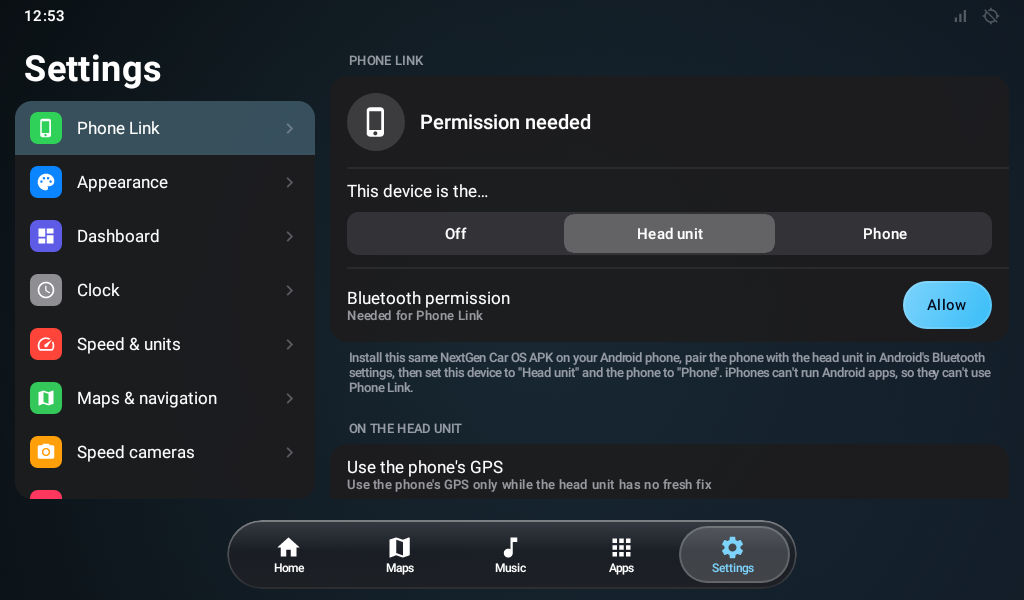 12:53
Settings
Phone Link
Appearance
Dashboard
Clock
Speed & units
Maps & navigation
Speed cameras
PHONE LINK
Permission needed
This device is the...
Off
Head unit
Phone
Bluetooth permission
Needed for Phone Link
Allow
Install this same NextGen Car OS APK on your Android phone, pair the phone with the head unit in Android's Bluetooth
settings, then set this device to "Head unit" and the phone to "Phone". iPhones can't run Android apps, so they can't use
Phone Link.
ON THE HEAD UNIT
Use the phone's GPS
Use the phone's GPS only while the head unit has no fresh fix
Home
Maps
Music
Apps
Settings